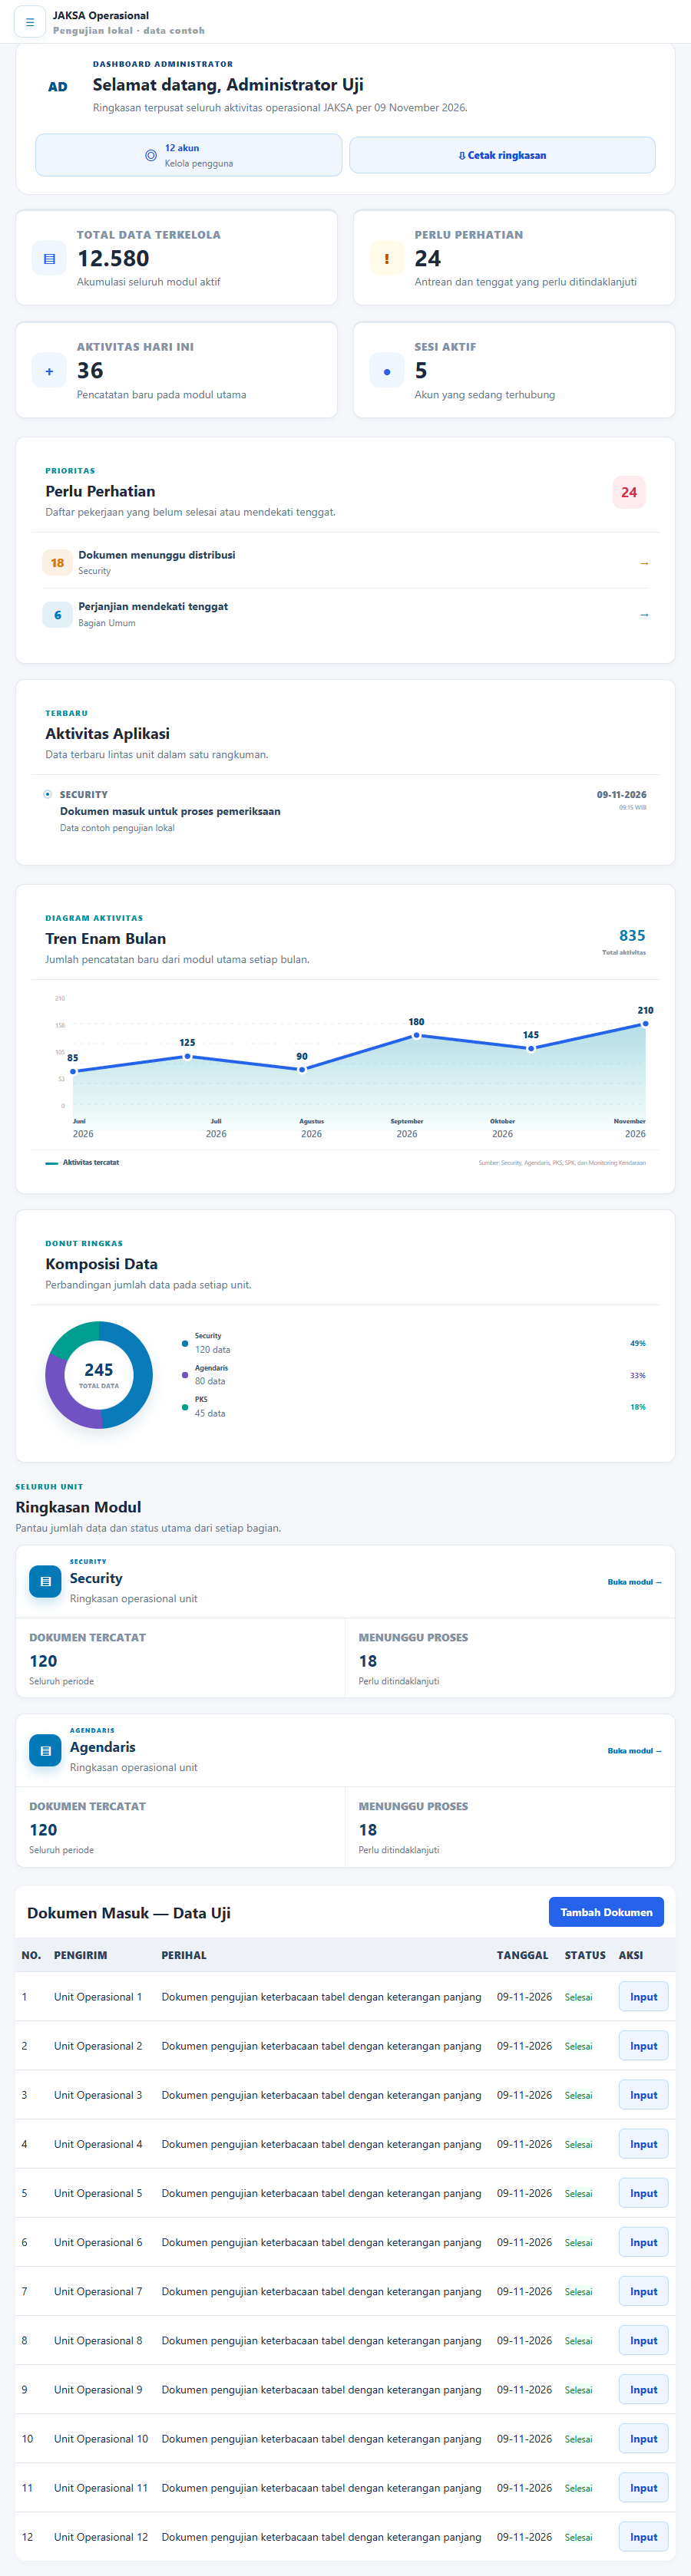 JAKSA Operasional
Pengujian lokal · data contoh
DASHBOARD ADMINISTRATOR
AD
Selamat datang, Administrator Uji
Ringkasan terpusat seluruh aktivitas operasional JAKSA per 09 November 2026.
12 akun
Kelola pengguna
⇩ Cetak ringkasan
TOTAL DATA TERKELOLA
12.580
Akumulasi seluruh modul aktif
!
PERLU PERHATIAN
24
Antrean dan tenggat yang perlu ditindaklanjuti
+
AKTIVITAS HARI INI
36
Pencatatan baru pada modul utama
SESI AKTIF
5
Akun yang sedang terhubung
PRIORITAS
Perlu Perhatian
Daftar pekerjaan yang belum selesai atau mendekati tenggat.
24
18
Dokumen menunggu distribusi
Security
→
6
Perjanjian mendekati tenggat
Bagian Umum
→
TERBARU
Aktivitas Aplikasi
Data terbaru lintas unit dalam satu rangkuman.
SECURITY
09-11-2026
Dokumen masuk untuk proses pemeriksaan
09:15 WIB
Data contoh pengujian lokal
DIAGRAM AKTIVITAS
Tren Enam Bulan
Jumlah pencatatan baru dari modul utama setiap bulan.
835
Total aktivitas
210
158
105
53
0
85
125
90
180
145
210
Juni 2026
Juli 2026
Agustus 2026
September 2026
Oktober 2026
November 2026
Aktivitas tercatat
Sumber: Security, Agendaris, PKS, SPK, dan Monitoring Kendaraan
DONUT RINGKAS
Komposisi Data
Perbandingan jumlah data pada setiap unit.
245
TOTAL DATA
Security
120 data
49%
Agendaris
80 data
33%
PKS
45 data
18%
SELURUH UNIT
Ringkasan Modul
Pantau jumlah data dan status utama dari setiap bagian.
SECURITY
Security
Ringkasan operasional unit
Buka modul →
DOKUMEN TERCATAT
120
Seluruh periode
MENUNGGU PROSES
18
Perlu ditindaklanjuti
AGENDARIS
Agendaris
Ringkasan operasional unit
Buka modul →
DOKUMEN TERCATAT
120
Seluruh periode
MENUNGGU PROSES
18
Perlu ditindaklanjuti
Dokumen Masuk — Data Uji
Tambah Dokumen
NO. PENGIRIM PERIHAL TANGGAL STATUS AKSI
1 Unit Operasional 1 Dokumen pengujian keterbacaan tabel dengan keterangan panjang 09-11-2026 Selesai Input
2 Unit Operasional 2 Dokumen pengujian keterbacaan tabel dengan keterangan panjang 09-11-2026 Selesai Input
3 Unit Operasional 3 Dokumen pengujian keterbacaan tabel dengan keterangan panjang 09-11-2026 Selesai Input
4 Unit Operasional 4 Dokumen pengujian keterbacaan tabel dengan keterangan panjang 09-11-2026 Selesai Input
5 Unit Operasional 5 Dokumen pengujian keterbacaan tabel dengan keterangan panjang 09-11-2026 Selesai Input
6 Unit Operasional 6 Dokumen pengujian keterbacaan tabel dengan keterangan panjang 09-11-2026 Selesai Input
7 Unit Operasional 7 Dokumen pengujian keterbacaan tabel dengan keterangan panjang 09-11-2026 Selesai Input
8 Unit Operasional 8 Dokumen pengujian keterbacaan tabel dengan keterangan panjang 09-11-2026 Selesai Input
9 Unit Operasional 9 Dokumen pengujian keterbacaan tabel dengan keterangan panjang 09-11-2026 Selesai Input
10 Unit Operasional 10 Dokumen pengujian keterbacaan tabel dengan keterangan panjang 09-11-2026 Selesai Input
11 Unit Operasional 11 Dokumen pengujian keterbacaan tabel dengan keterangan panjang 09-11-2026 Selesai Input
12 Unit Operasional 12 Dokumen pengujian keterbacaan tabel dengan keterangan panjang 09-11-2026 Selesai Input